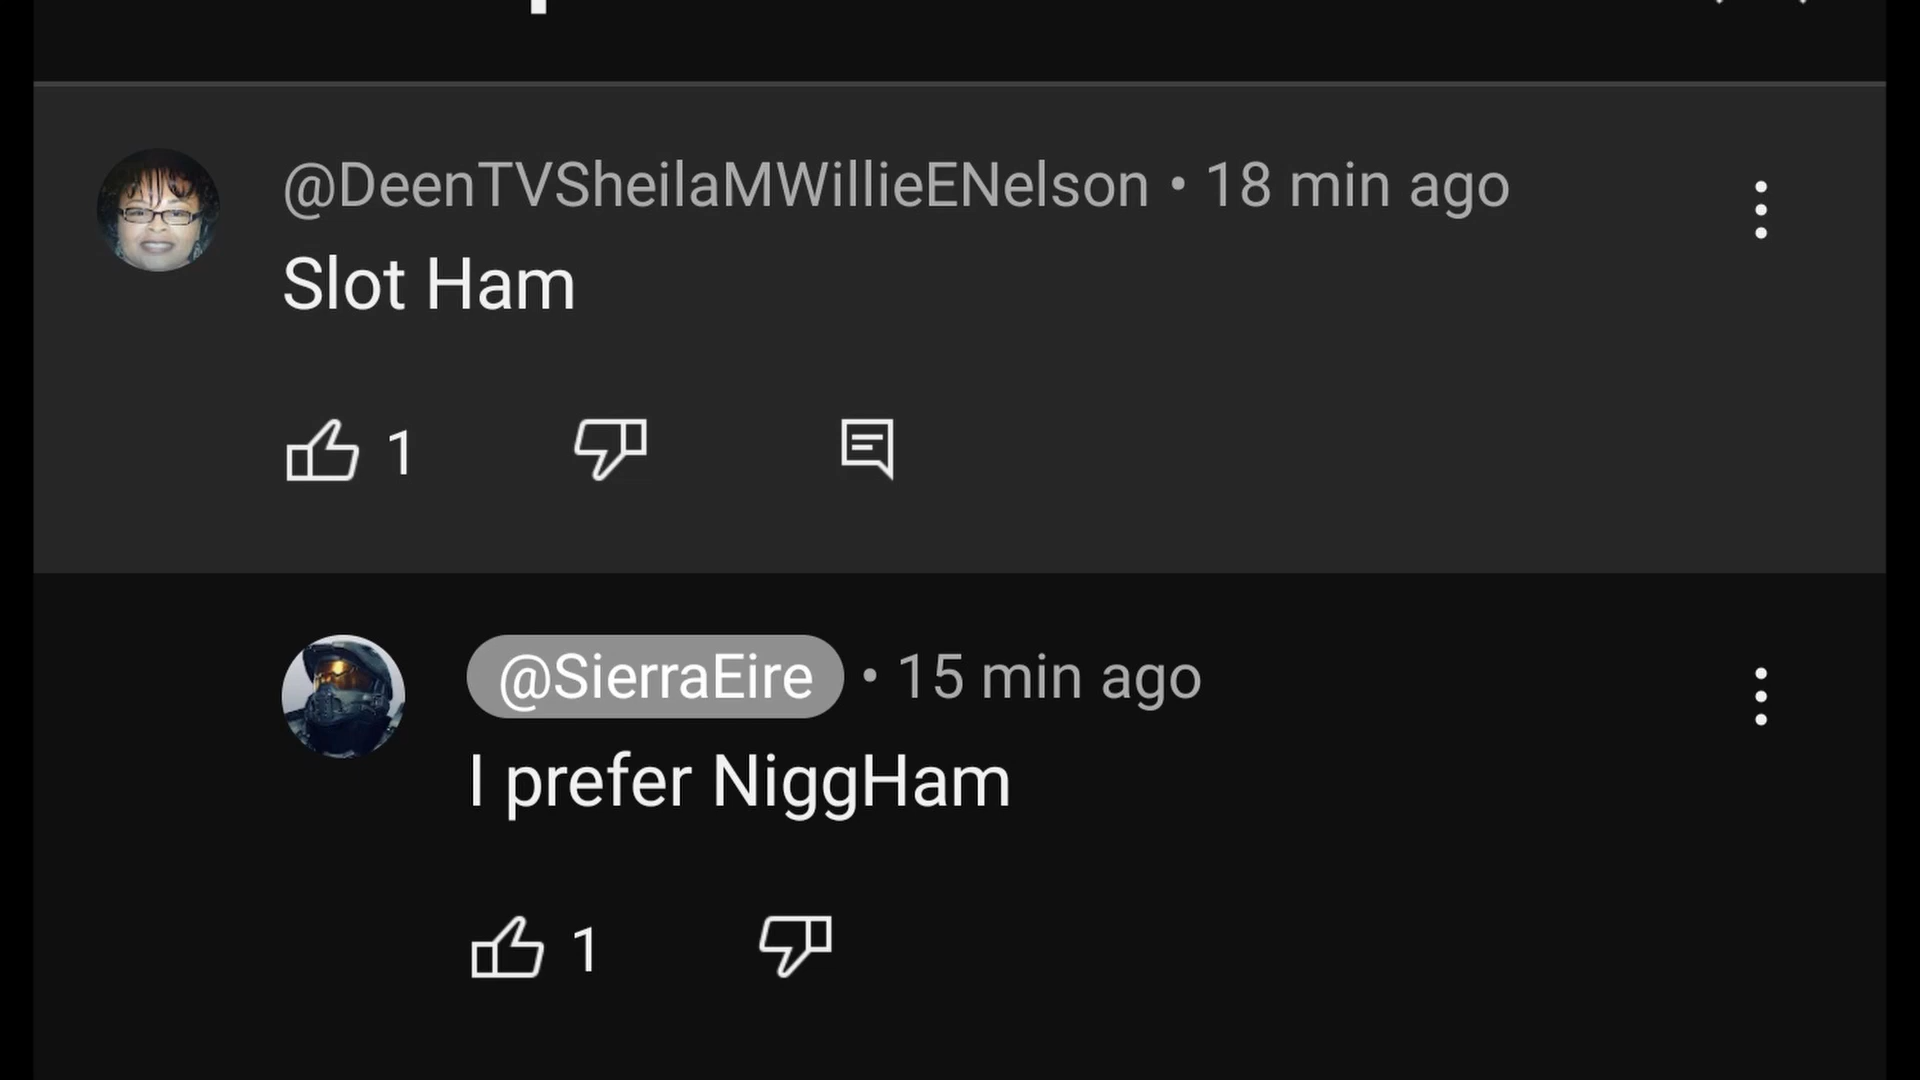 @DeenTVSheilaMWillieENelson • 18 min ago
Slot Ham
1
@SierraEire • 15 min ago
I prefer NiggHam
1